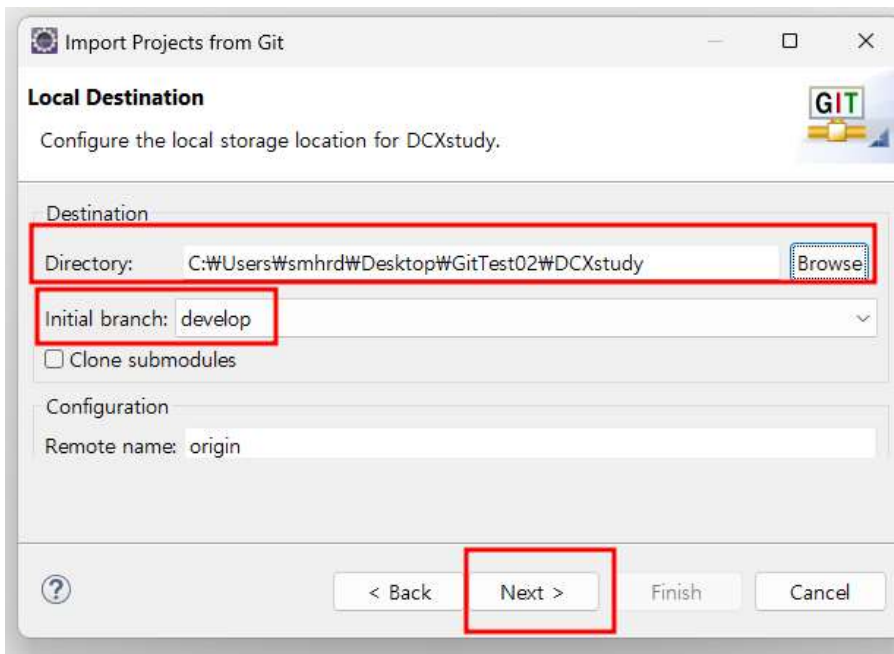 Import Projects from Git
Local Destination
GIT
Configure the local storage location for DCXstudy.
Destination
Directory: C:₩Users₩smhrd₩Desktop₩GitTest02₩DCXstudy Browse
Initial branch: develop
Clone submodules
Configuration
Remote name: origin
? < Back Next > Finish Cancel